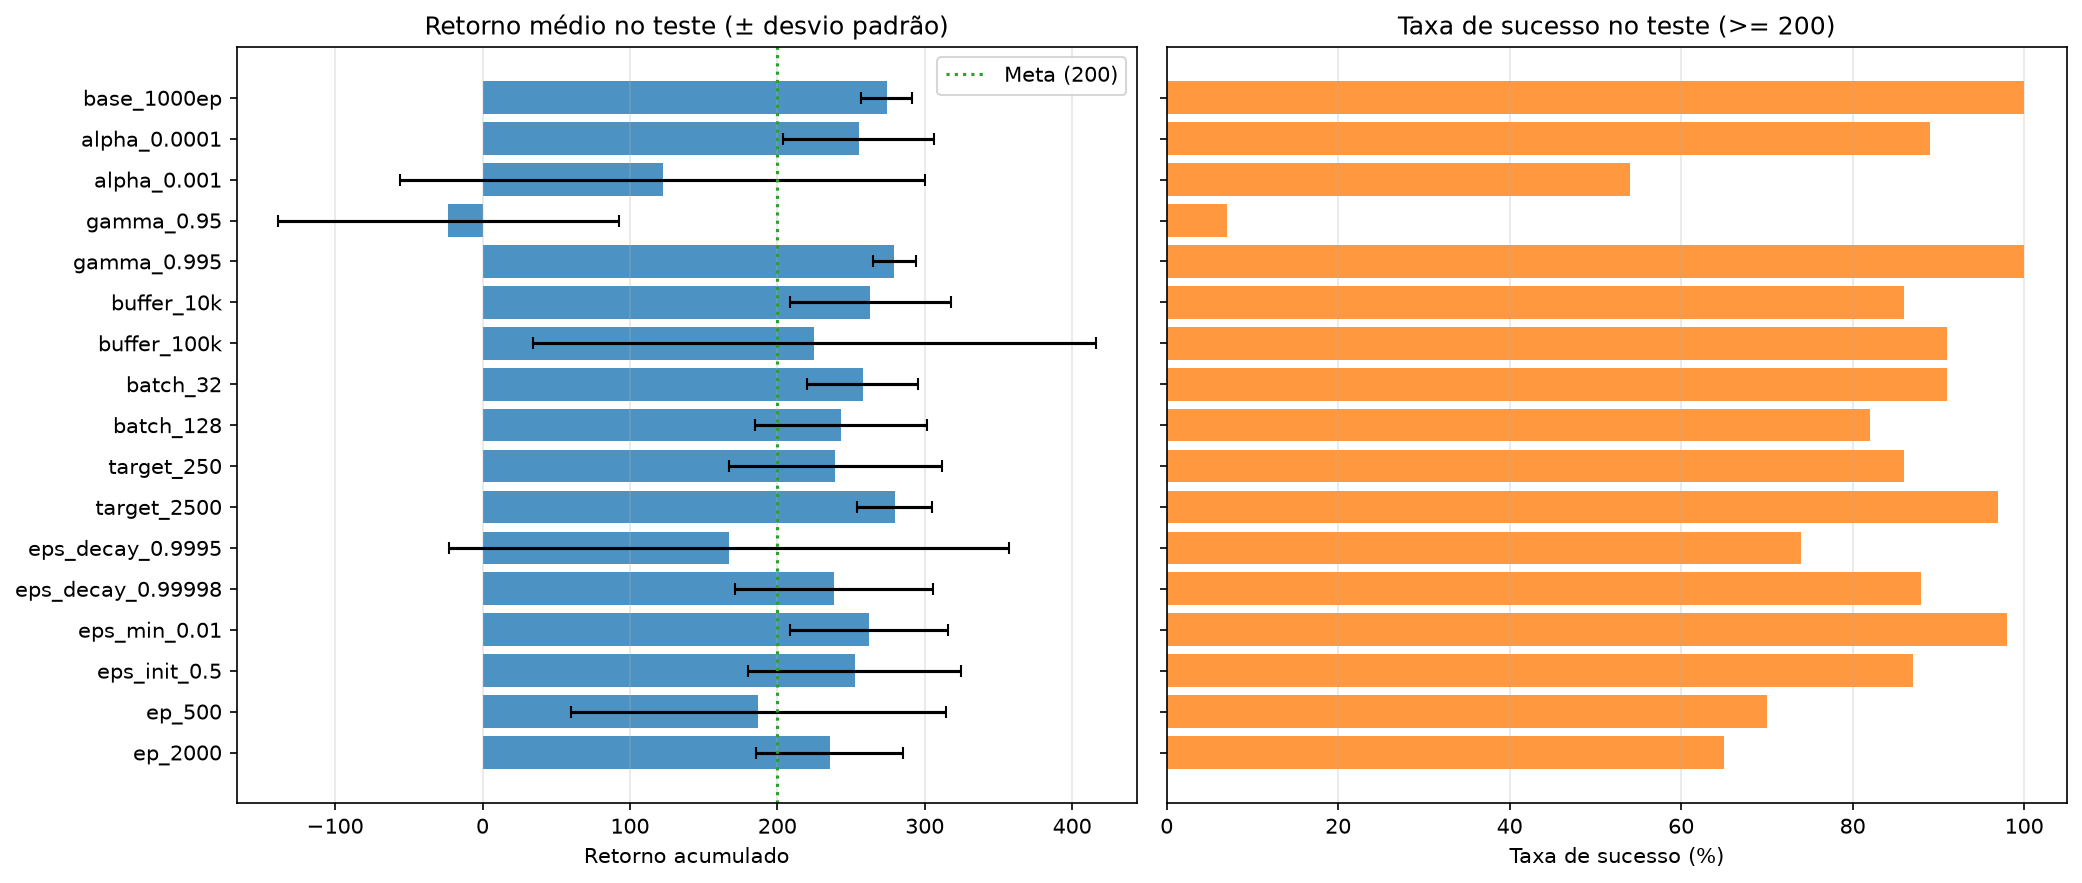 Retorno médio no teste (± desvio padrão)
Meta (200)
base_1000ep
alpha_0.0001
alpha_0.001
gamma_0.95
gamma_0.995
buffer_10k
buffer_100k
batch_32
batch_128
target_250
target_2500
eps_decay_0.9995
eps_decay_0.99998
eps_min_0.01
eps_init_0.5
ep_500
ep_2000
−100 0 100 200 300 400
Retorno acumulado
Taxa de sucesso no teste (>= 200)
0 20 40 60 80 100
Taxa de sucesso (%)